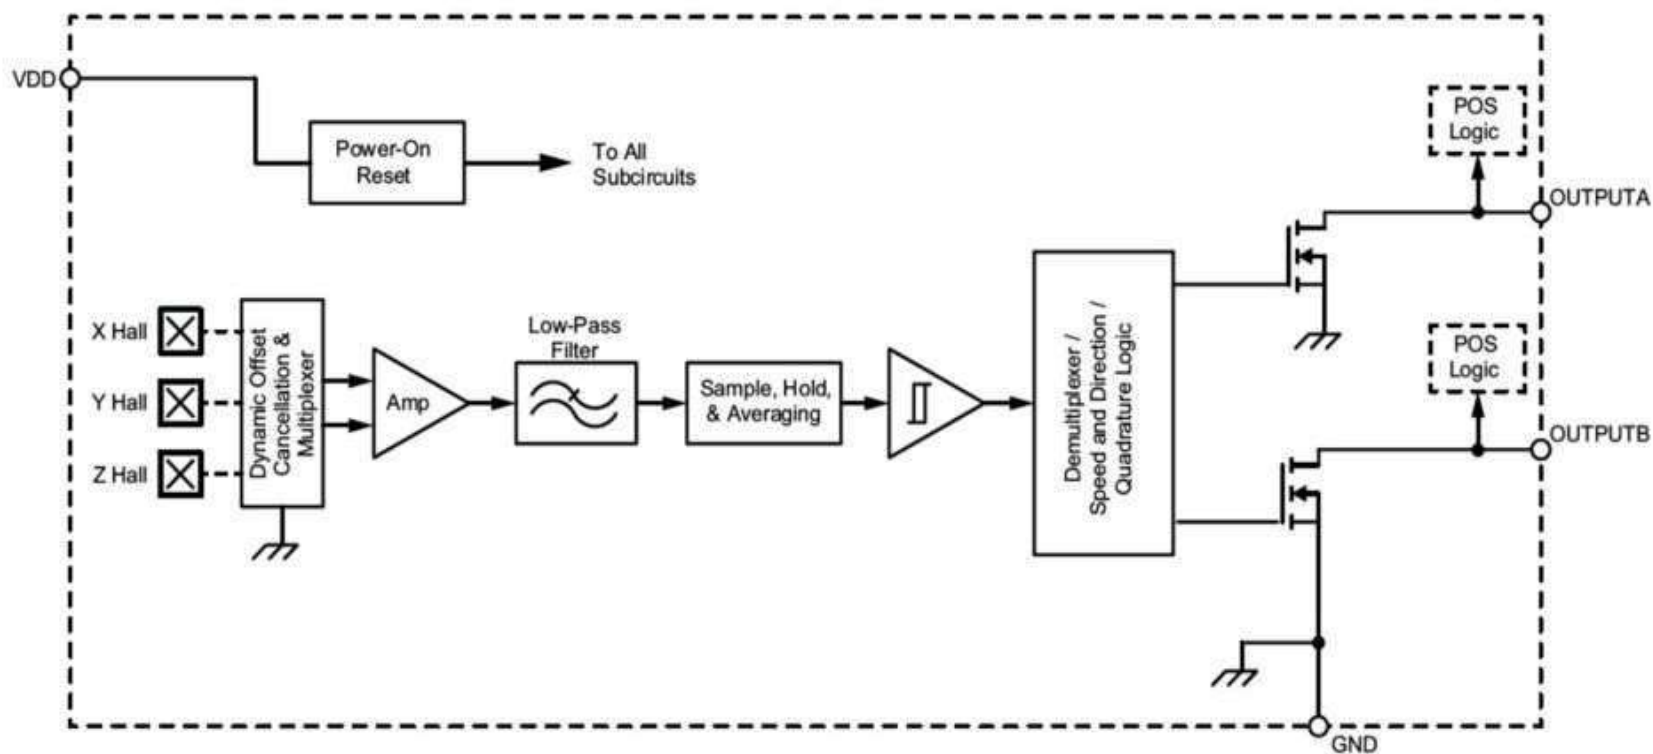 VDD
Power-On
Reset
To All
Subcircuits
POS
Logic
OUTPUTA
X Hall
Y Hall
Z Hall
Dynamic Offset
Cancellation &
Multiplexer
Amp
Low-Pass
Filter
Sample, Hold,
& Averaging
Demultiplexer /
Speed and Direction /
Quadrature Logic
POS
Logic
OUTPUTB
GND